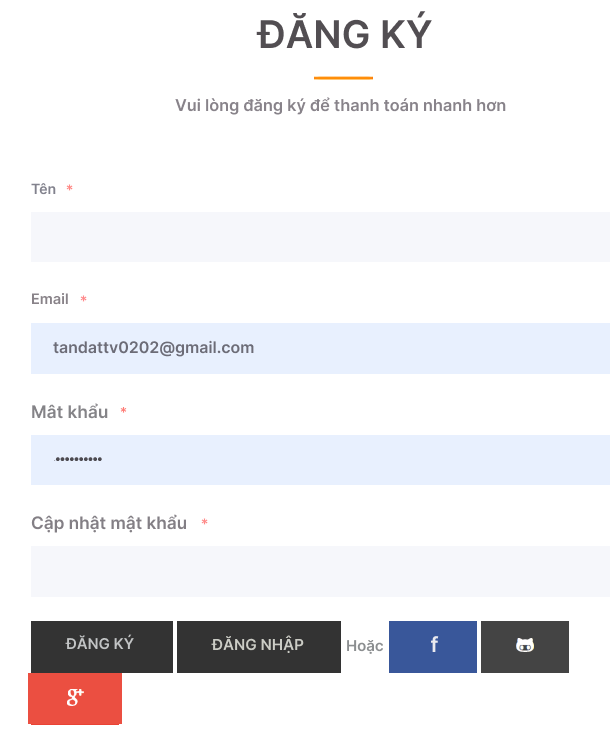 ĐĂNG KÝ
Vui lòng đăng ký để thanh toán nhanh hơn
Tên *
Email *
tandattv0202@gmail.com
Mât khẩu *
••••••••••
Cập nhật mật khẩu *
ĐĂNG KÝ ĐĂNG NHẬP Hoặc f
g+